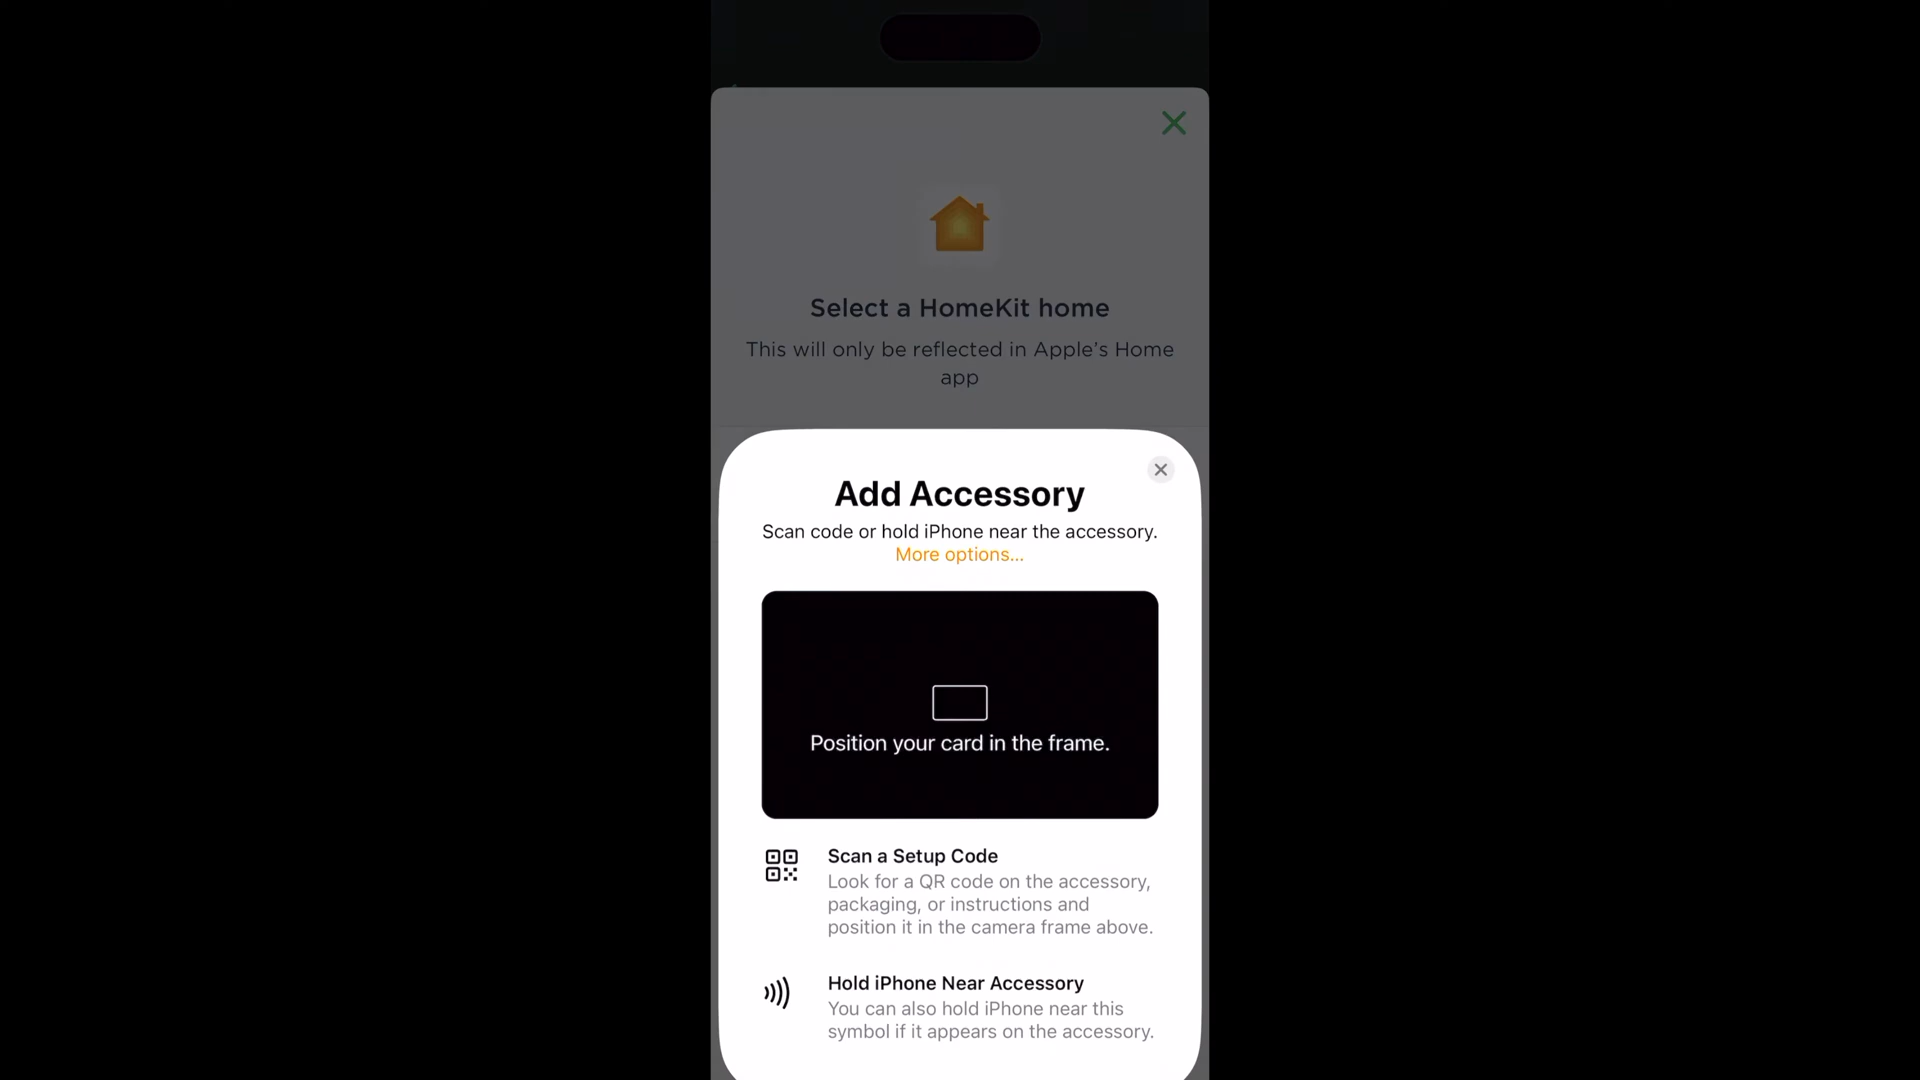 Select a HomeKit home
This will only be reflected in Apple’s Home
app
Add Accessory
Scan code or hold iPhone near the accessory.
More options...
Position your card in the frame.
Scan a Setup Code
Look for a QR code on the accessory,
packaging, or instructions and
position it in the camera frame above.
Hold iPhone Near Accessory
You can also hold iPhone near this
symbol if it appears on the accessory.